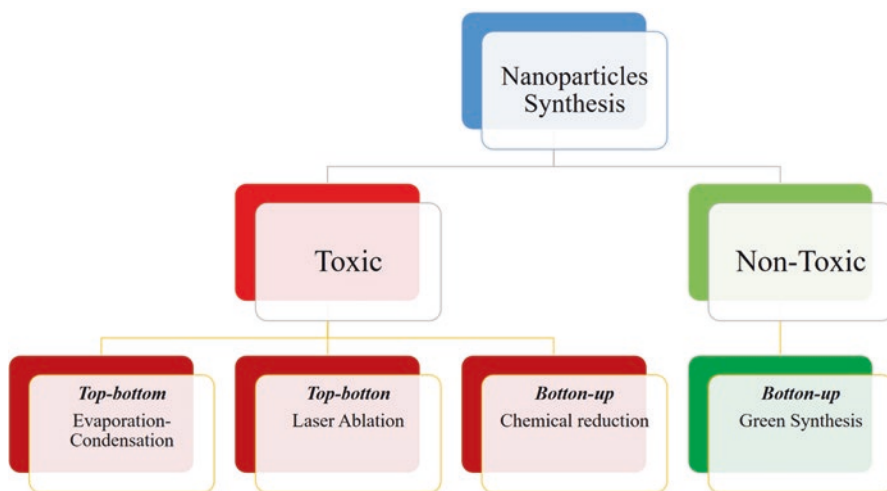 Nanoparticles
Synthesis
Toxic
Non-Toxic
Top-bottom
Evaporation-
Condensation
Top-botton
Laser Ablation
Botton-up
Chemical reduction
Botton-up
Green Synthesis